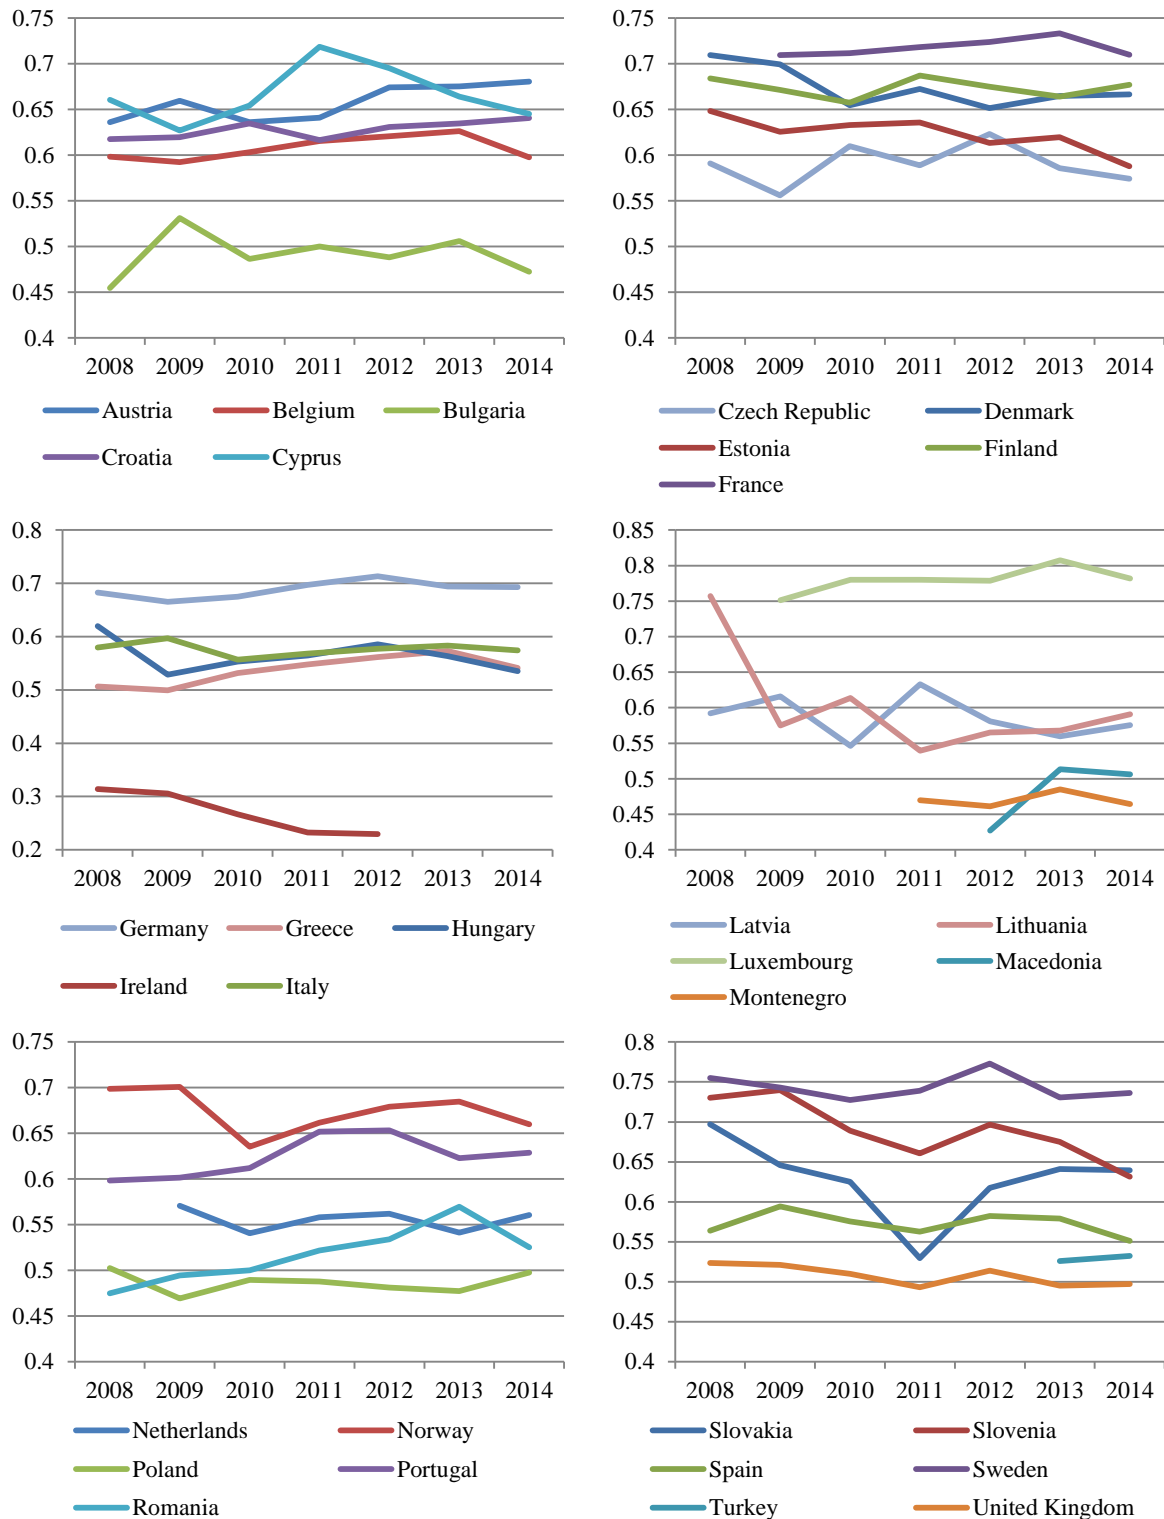 0.75
0.7
0.65
0.6
0.55
0.5
0.45
0.4
2008 2009 2010 2011 2012 2013 2014
Austria Belgium Bulgaria
Croatia Cyprus
0.75
0.7
0.65
0.6
0.55
0.5
0.45
0.4
2008 2009 2010 2011 2012 2013 2014
Czech Republic Denmark
Estonia Finland
France
0.8
0.7
0.6
0.5
0.4
0.3
0.2
2008 2009 2010 2011 2012 2013 2014
Germany Greece Hungary
Ireland Italy
0.85
0.8
0.75
0.7
0.65
0.6
0.55
0.5
0.45
0.4
2008 2009 2010 2011 2012 2013 2014
Latvia Lithuania
Luxembourg Macedonia
Montenegro
0.75
0.7
0.65
0.6
0.55
0.5
0.45
0.4
2008 2009 2010 2011 2012 2013 2014
Netherlands Norway
Poland Portugal
Romania
0.8
0.75
0.7
0.65
0.6
0.55
0.5
0.45
0.4
2008 2009 2010 2011 2012 2013 2014
Slovakia Slovenia
Spain Sweden
Turkey United Kingdom